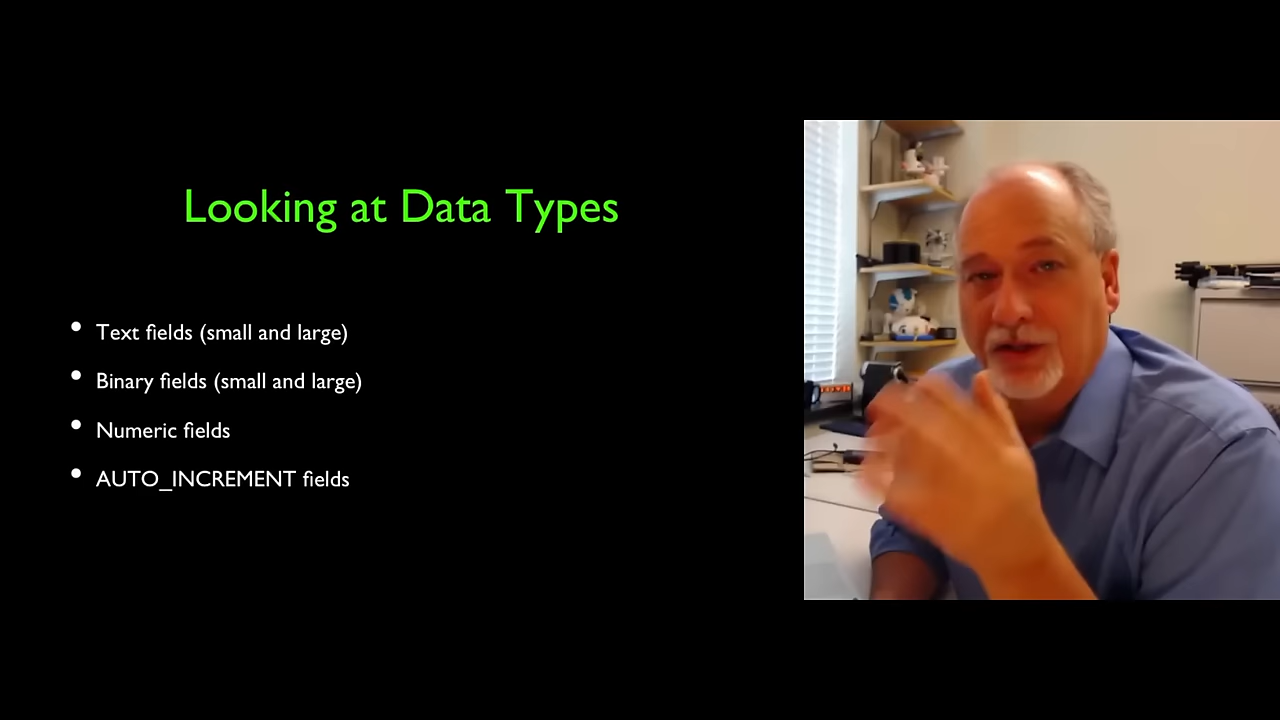 Looking at Data Types
• Text fields (small and large)
• Binary fields (small and large)
• Numeric fields
• AUTO_INCREMENT fields